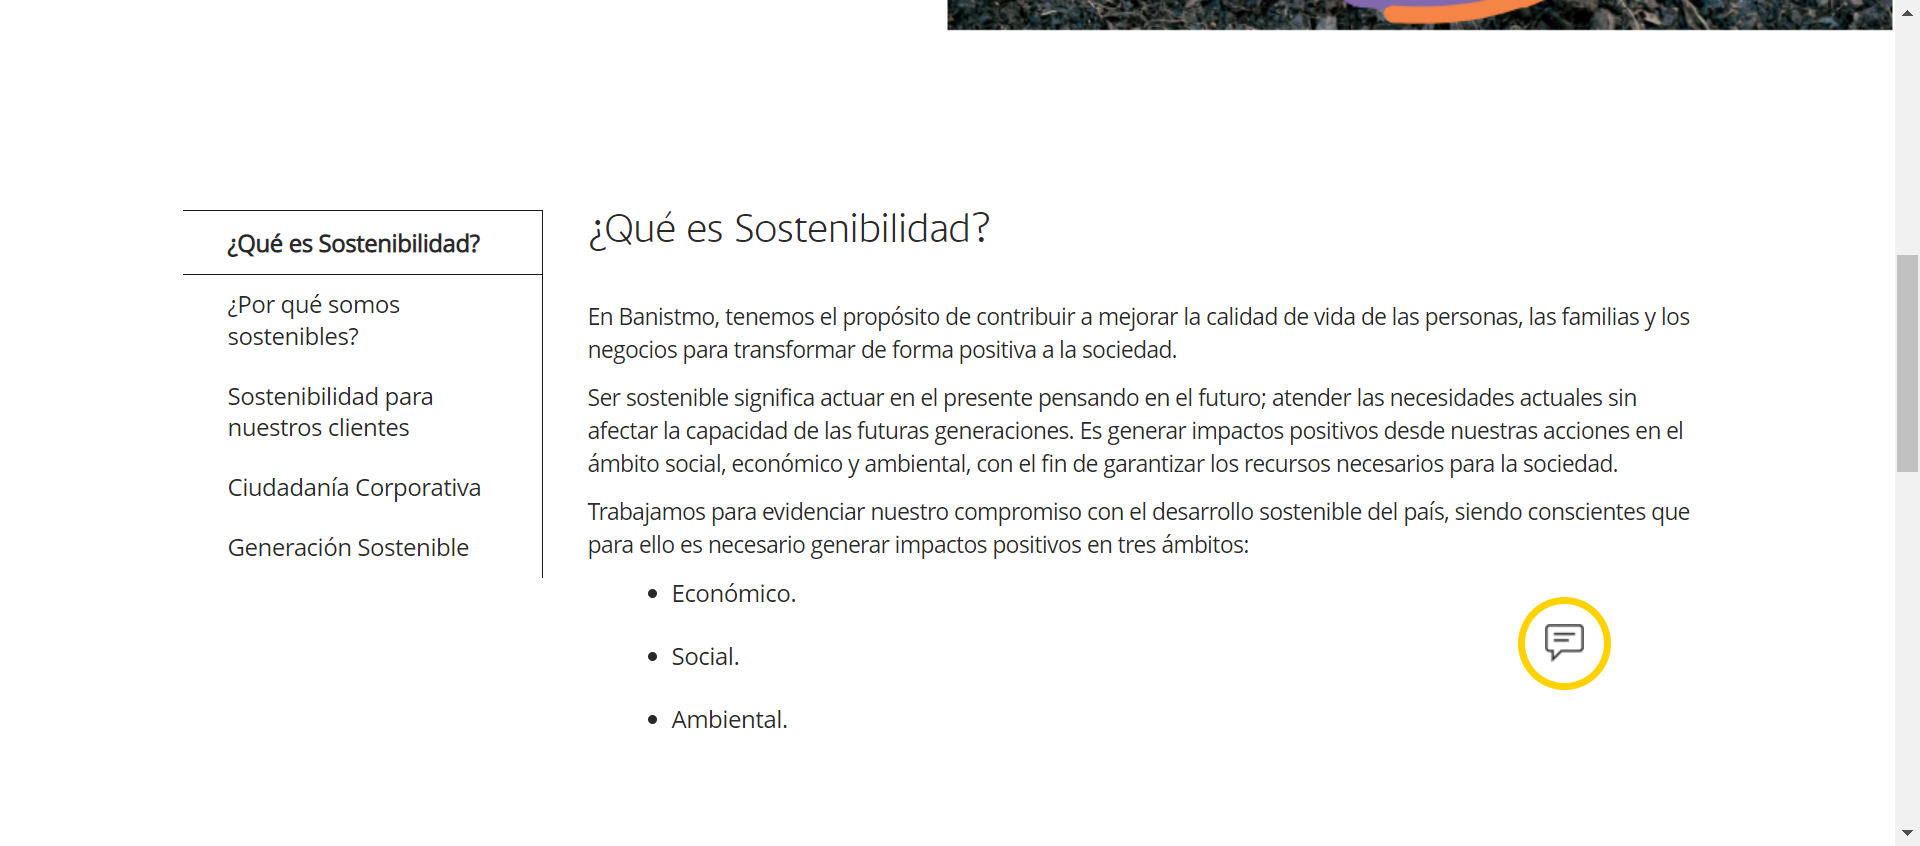 ¿Qué es Sostenibilidad?
¿Por qué somos
sostenibles?
Sostenibilidad para
nuestros clientes
Ciudadanía Corporativa
Generación Sostenible
¿Qué es Sostenibilidad?
En Banistmo, tenemos el propósito de contribuir a mejorar la calidad de vida de las personas, las familias y los
negocios para transformar de forma positiva a la sociedad.
Ser sostenible significa actuar en el presente pensando en el futuro; atender las necesidades actuales sin
afectar la capacidad de las futuras generaciones. Es generar impactos positivos desde nuestras acciones en el
ámbito social, económico y ambiental, con el fin de garantizar los recursos necesarios para la sociedad.
Trabajamos para evidenciar nuestro compromiso con el desarrollo sostenible del país, siendo conscientes que
para ello es necesario generar impactos positivos en tres ámbitos:
• Económico.
• Social.
• Ambiental.